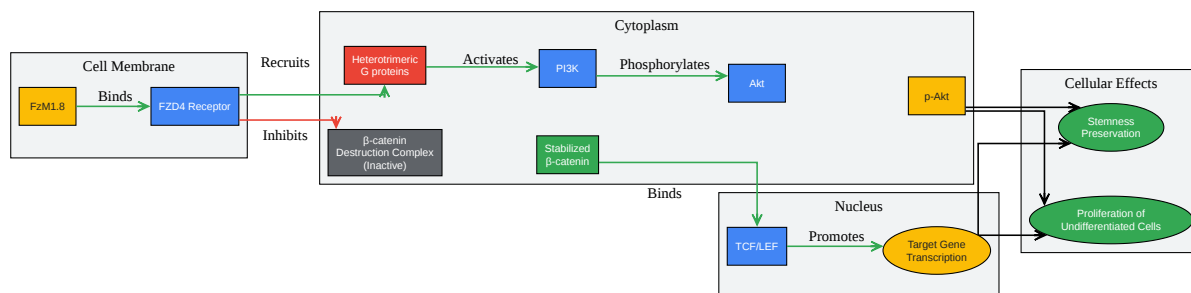 Cell Membrane
FzM1.8
Binds
FZD4 Receptor
Recruits
Inhibits
Cytoplasm
Heterotrimeric
G proteins
Activates
PI3K
Phosphorylates
Akt
p-Akt
β-catenin
Destruction Complex
(Inactive)
Stabilized
β-catenin
Binds
Nucleus
TCF/LEF
Promotes
Target Gene
Transcription
Cellular Effects
Stemness
Preservation
Proliferation of
Undifferentiated Cells